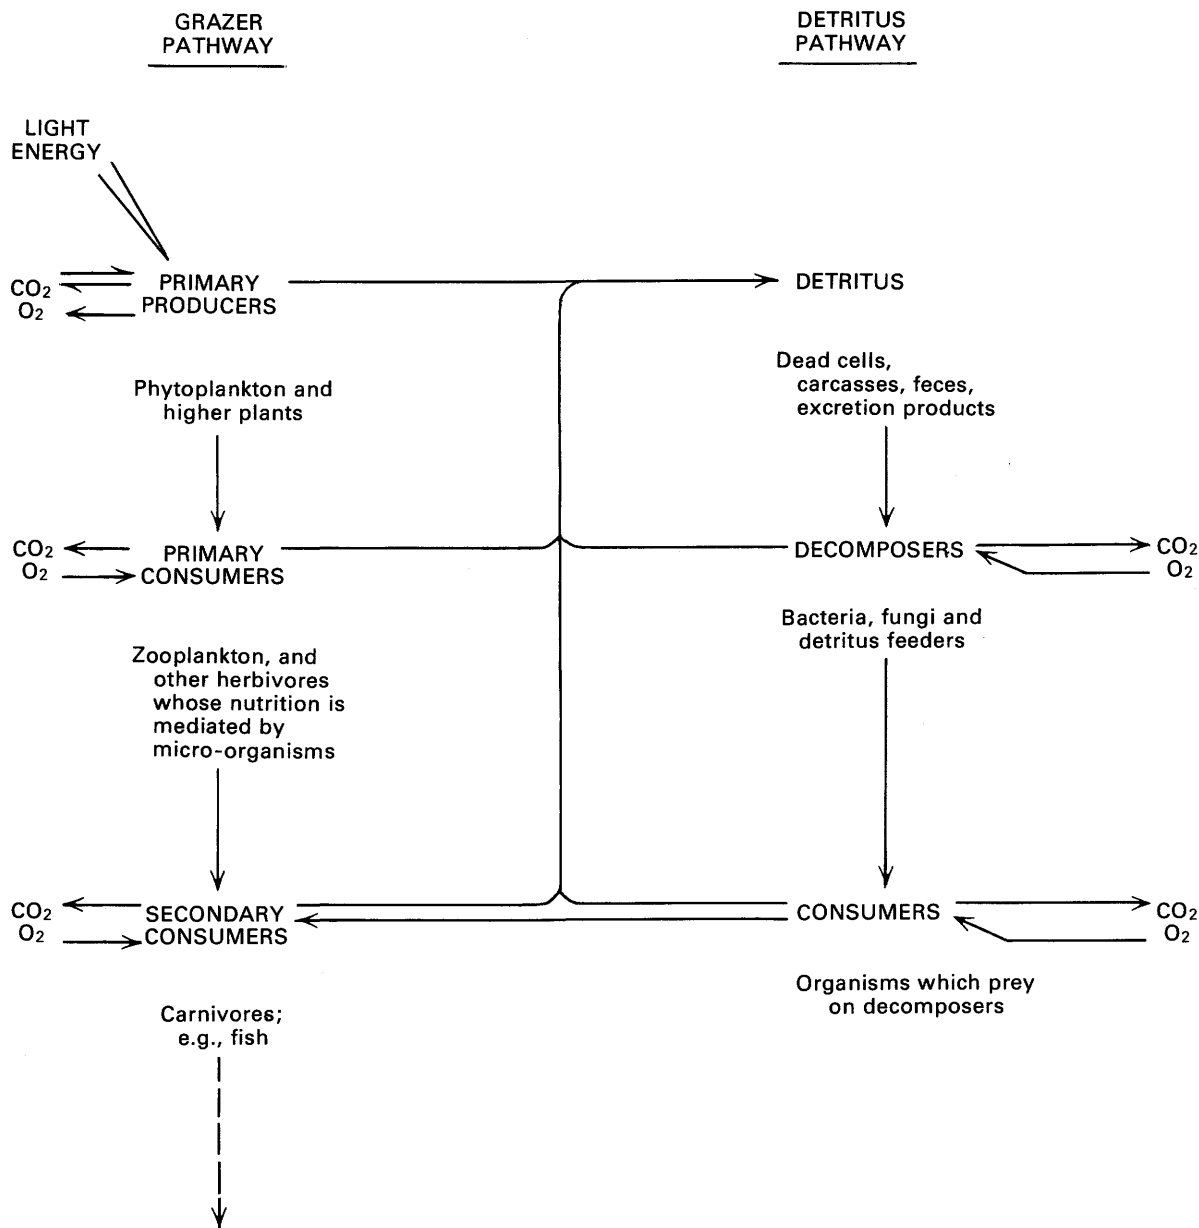 GRAZER
PATHWAY
DETRITUS
PATHWAY
LIGHT
ENERGY
CO2
O2
PRIMARY
PRODUCERS
DETRITUS
Phytoplankton and
higher plants
Dead cells,
carcasses, feces,
excretion products
CO2
O2
PRIMARY
CONSUMERS
DECOMPOSERS
CO2
O2
Zooplankton, and
other herbivores
whose nutrition is
mediated by
micro-organisms
Bacteria, fungi and
detritus feeders
CO2
O2
SECONDARY
CONSUMERS
CONSUMERS
CO2
O2
Carnivores;
e.g., fish
Organisms which prey
on decomposers